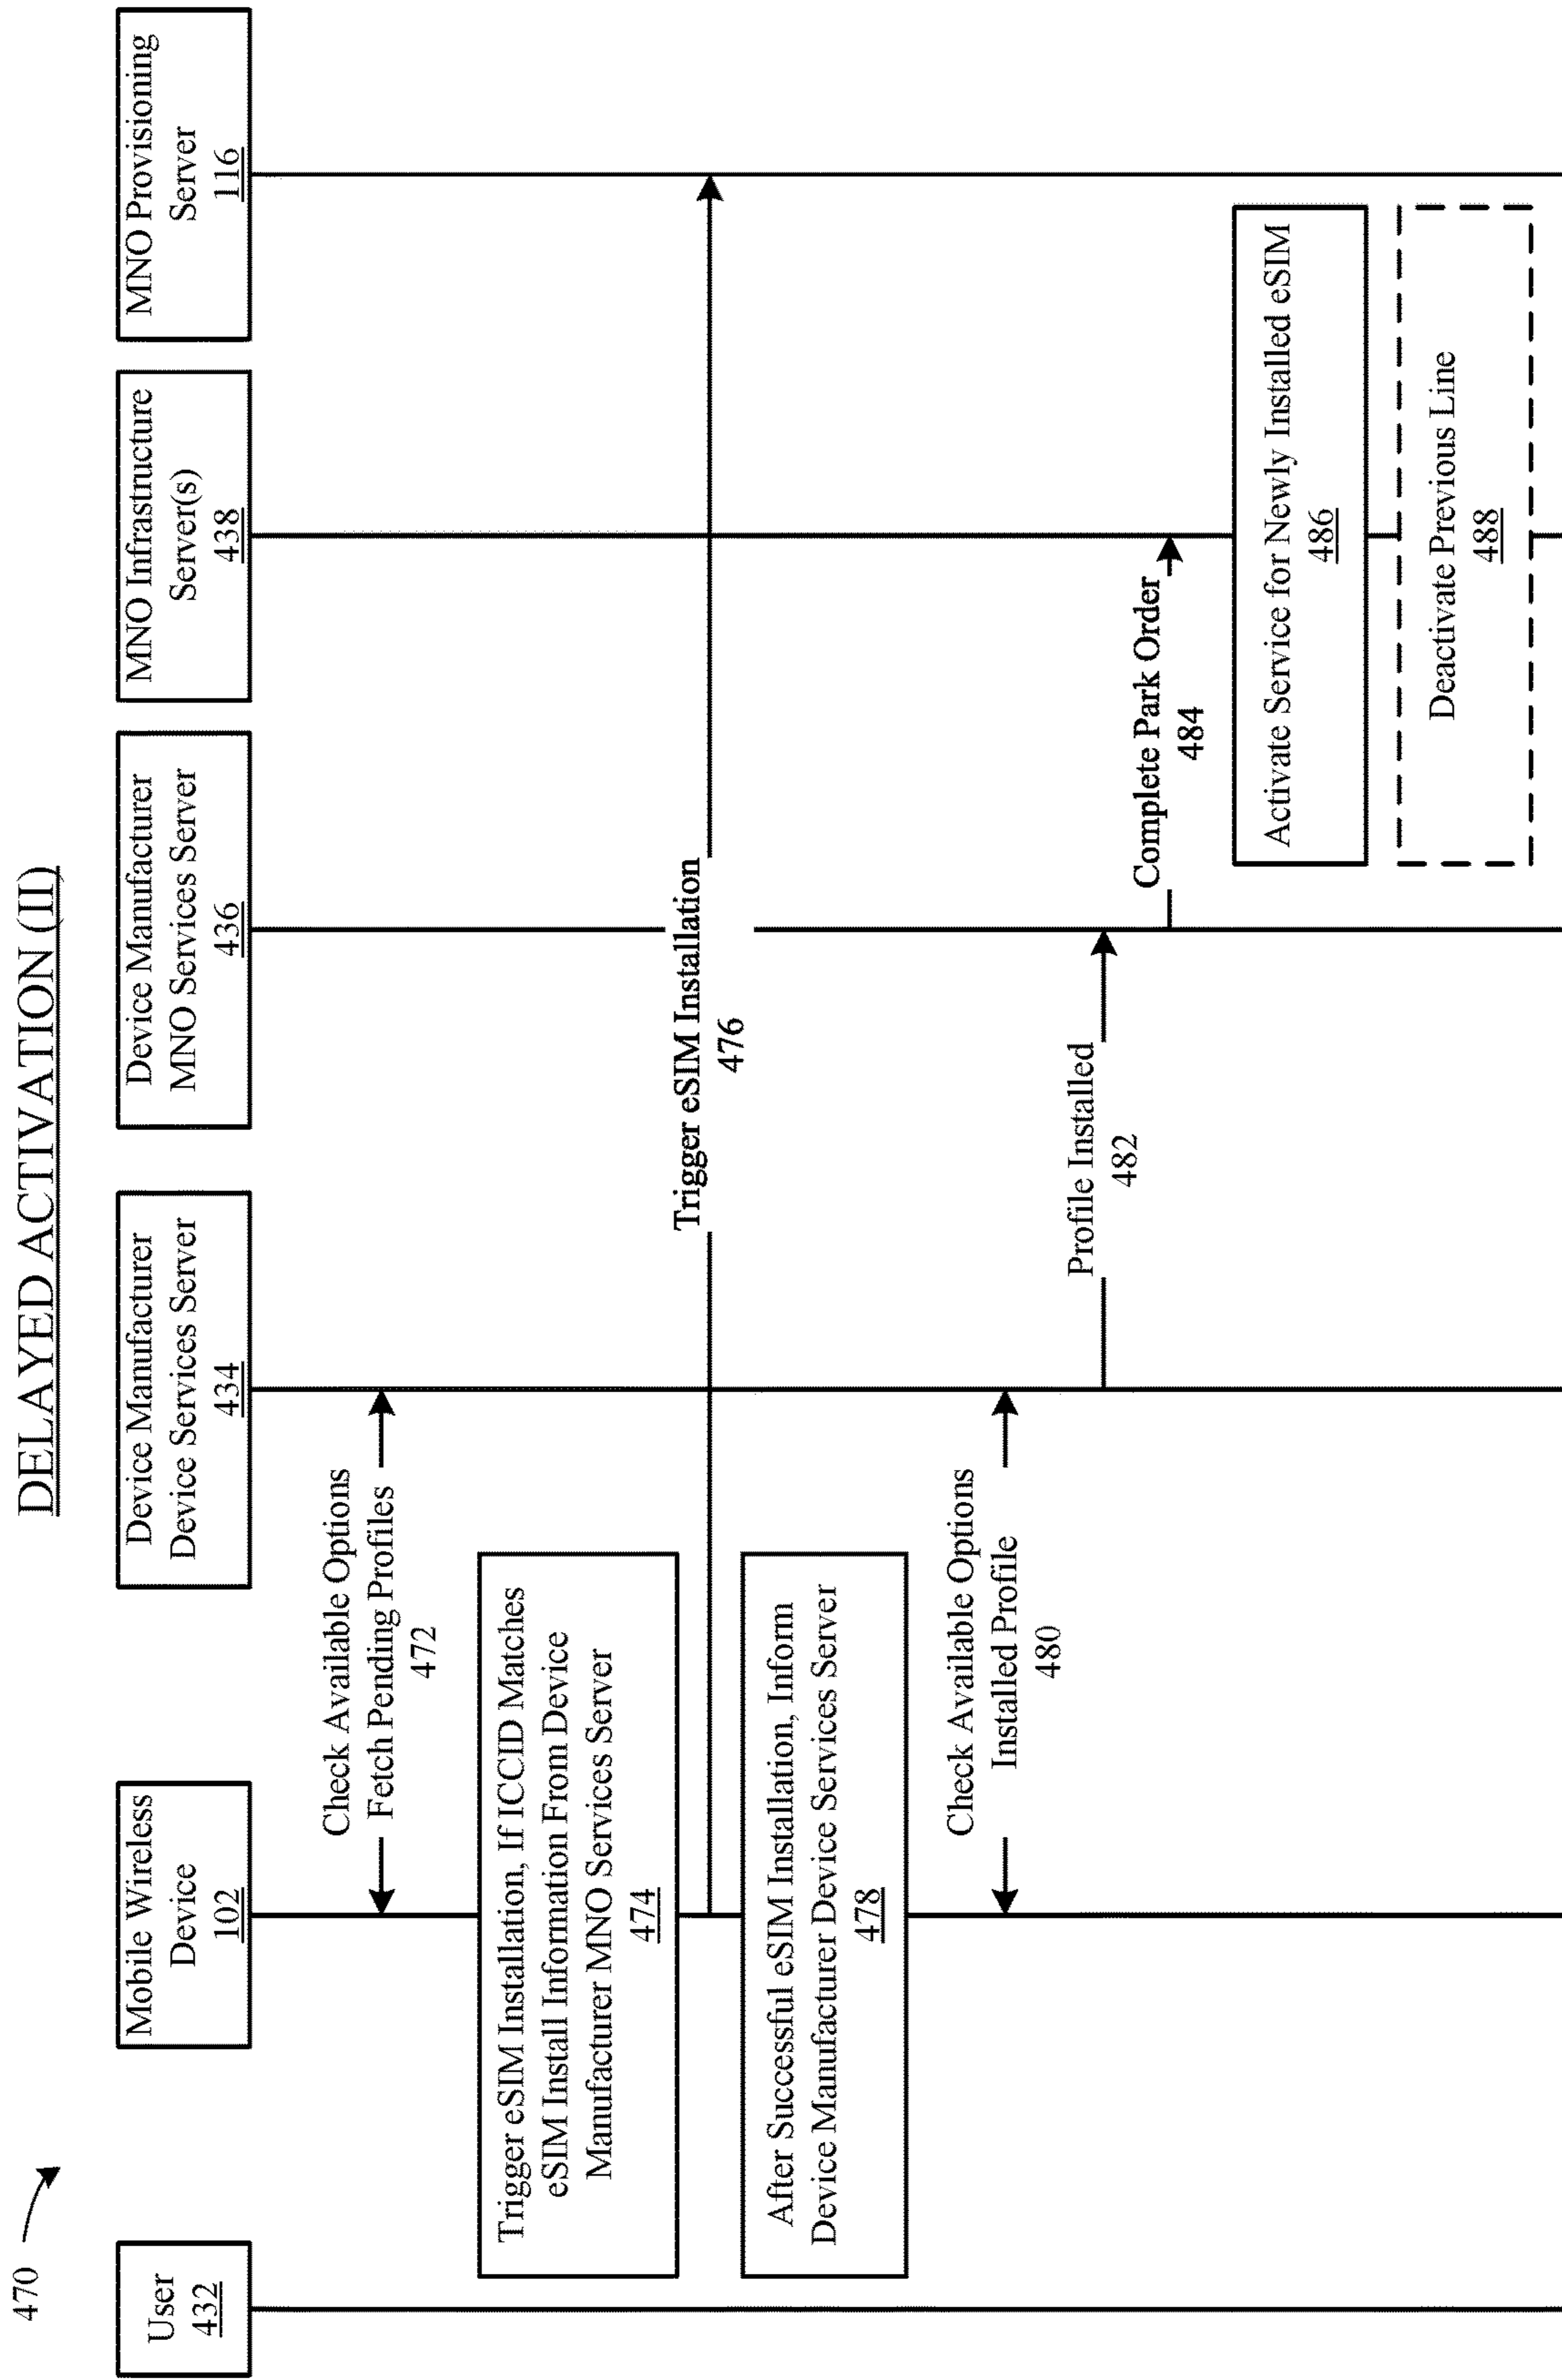 470
DELAYED ACTIVATION (II)
User
432
Mobile Wireless
Device
102
Device Manufacturer
Device Services Server
434
Device Manufacturer
MNO Services Server
436
MNO Infrastructure
Server(s)
438
MNO Provisioning
Server
116
Check Available Options
Fetch Pending Profiles
472
Trigger eSIM Installation, If ICCID Matches
eSIM Install Information From Device
Manufacturer MNO Services Server
474
Trigger eSIM Installation
476
After Successful eSIM Installation, Inform
Device Manufacturer Device Services Server
478
Check Available Options
Installed Profile
480
Profile Installed
482
Complete Park Order
484
Activate Service for Newly Installed eSIM
486
Deactivate Previous Line
488